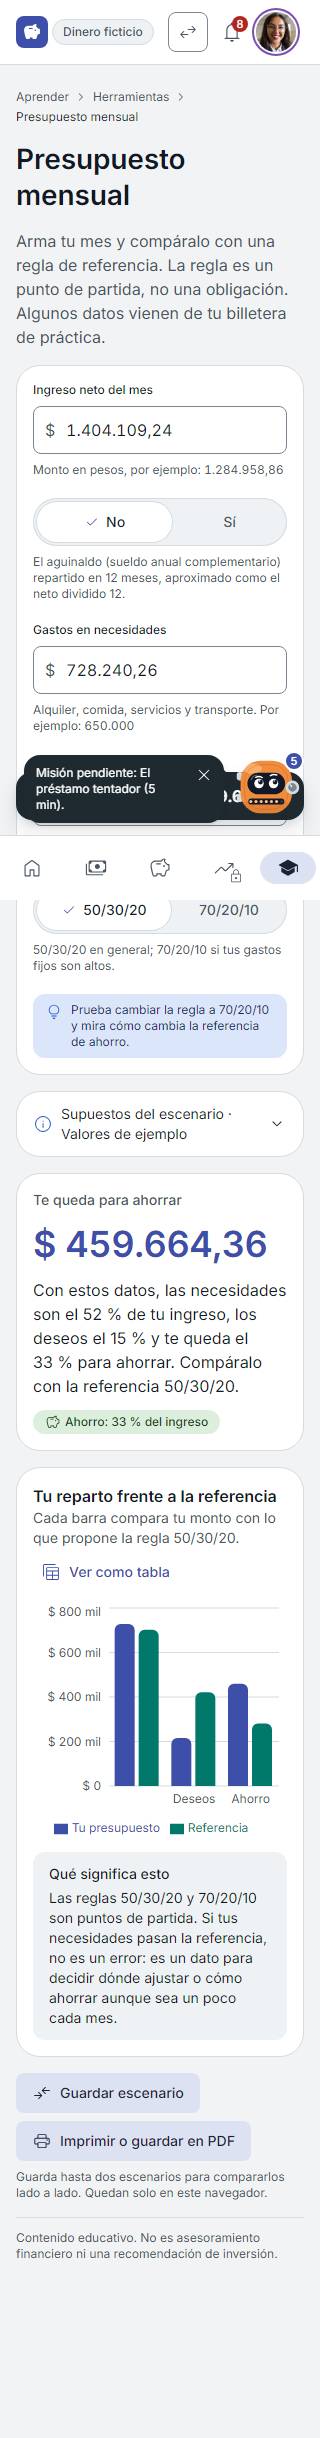 Dinero ficticio
8
Aprender > Herramientas >
Presupuesto mensual
Presupuesto
mensual
Arma tu mes y compáralo con una
regla de referencia. La regla es un
punto de partida, no una obligación.
Algunos datos vienen de tu billetera
de práctica.
Ingreso neto del mes
$ 1.404.109,24
Monto en pesos, por ejemplo: 1.284.958,86
No
Sí
El aguinaldo (sueldo anual complementario)
repartido en 12 meses, aproximado como el
neto dividido 12.
Gastos en necesidades
$ 728.240,26
Alquiler, comida, servicios y transporte. Por
ejemplo: 650.000
Misión pendiente: El
préstamo tentador (5
min).
5
50/30/20
70/20/10
50/30/20 en general; 70/20/10 si tus gastos
fijos son altos.
Prueba cambiar la regla a 70/20/10
y mira cómo cambia la referencia
de ahorro.
Supuestos del escenario ·
Valores de ejemplo
Te queda para ahorrar
$ 459.664,36
Con estos datos, las necesidades
son el 52 % de tu ingreso, los
deseos el 15 % y te queda el
33 % para ahorrar. Compáralo
con la referencia 50/30/20.
Ahorro: 33 % del ingreso
Tu reparto frente a la referencia
Cada barra compara tu monto con lo
que propone la regla 50/30/20.
Ver como tabla
$ 800 mil
$ 600 mil
$ 400 mil
$ 200 mil
$ 0
Deseos
Ahorro
Tu presupuesto
Referencia
Qué significa esto
Las reglas 50/30/20 y 70/20/10
son puntos de partida. Si tus
necesidades pasan la referencia,
no es un error: es un dato para
decidir dónde ajustar o cómo
ahorrar aunque sea un poco
cada mes.
Guardar escenario
Imprimir o guardar en PDF
Guarda hasta dos escenarios para compararlos
lado a lado. Quedan solo en este navegador.
Contenido educativo. No es asesoramiento
financiero ni una recomendación de inversión.